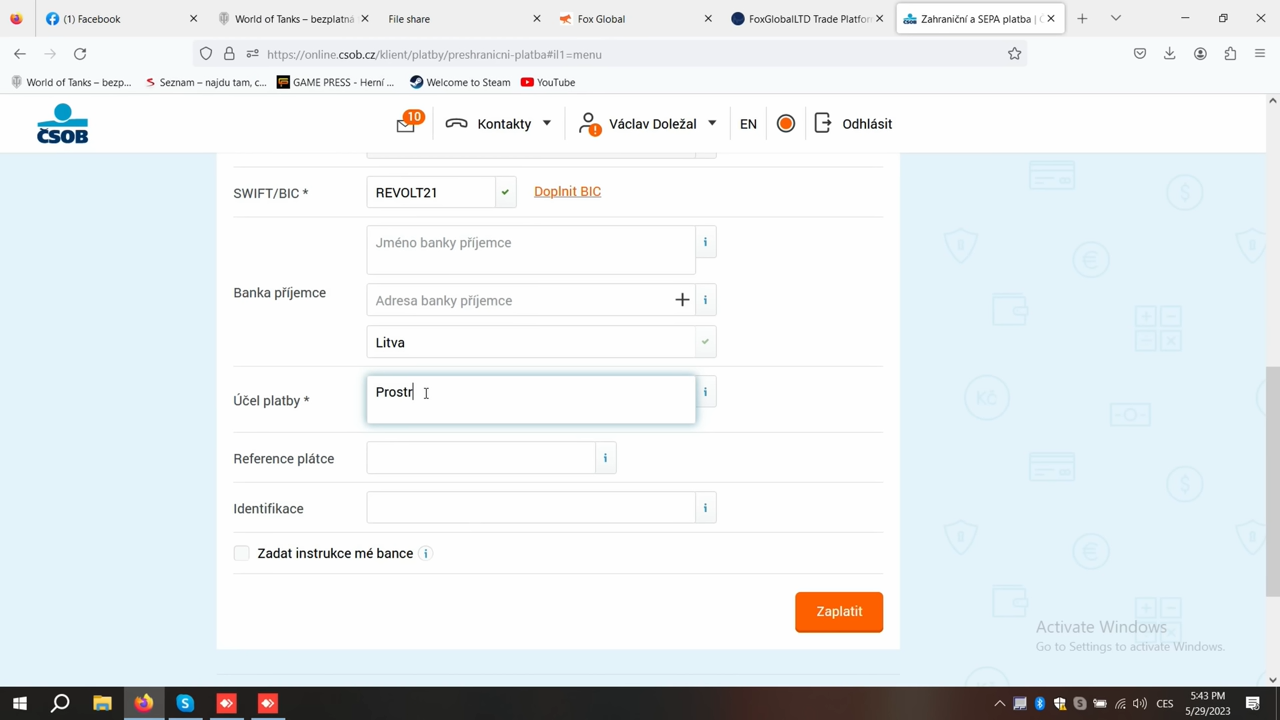 (1) Facebook
World of Tanks – bezplatná
File share
Fox Global
FoxGlobalLTD Trade Platfor
Zahraniční a SEPA platba | Č
https://online.csob.cz/klient/platby/preshranicni-platba#il1=menu
World of Tanks – bezp...
Seznam – najdu tam, c...
GAME PRESS - Herní ...
Welcome to Steam
YouTube
ČSOB
10
Kontakty
Václav Doležal
EN
Odhlásit
SWIFT/BIC *
REVOLT21
Doplnit BIC
Jméno banky příjemce
Banka příjemce
Adresa banky příjemce
Litva
Účel platby *
Prostr
Reference plátce
Identifikace
Zadat instrukce mé bance
Zaplatit
Activate Windows
Go to Settings to activate Windows.
CES
5:43 PM
5/29/2023